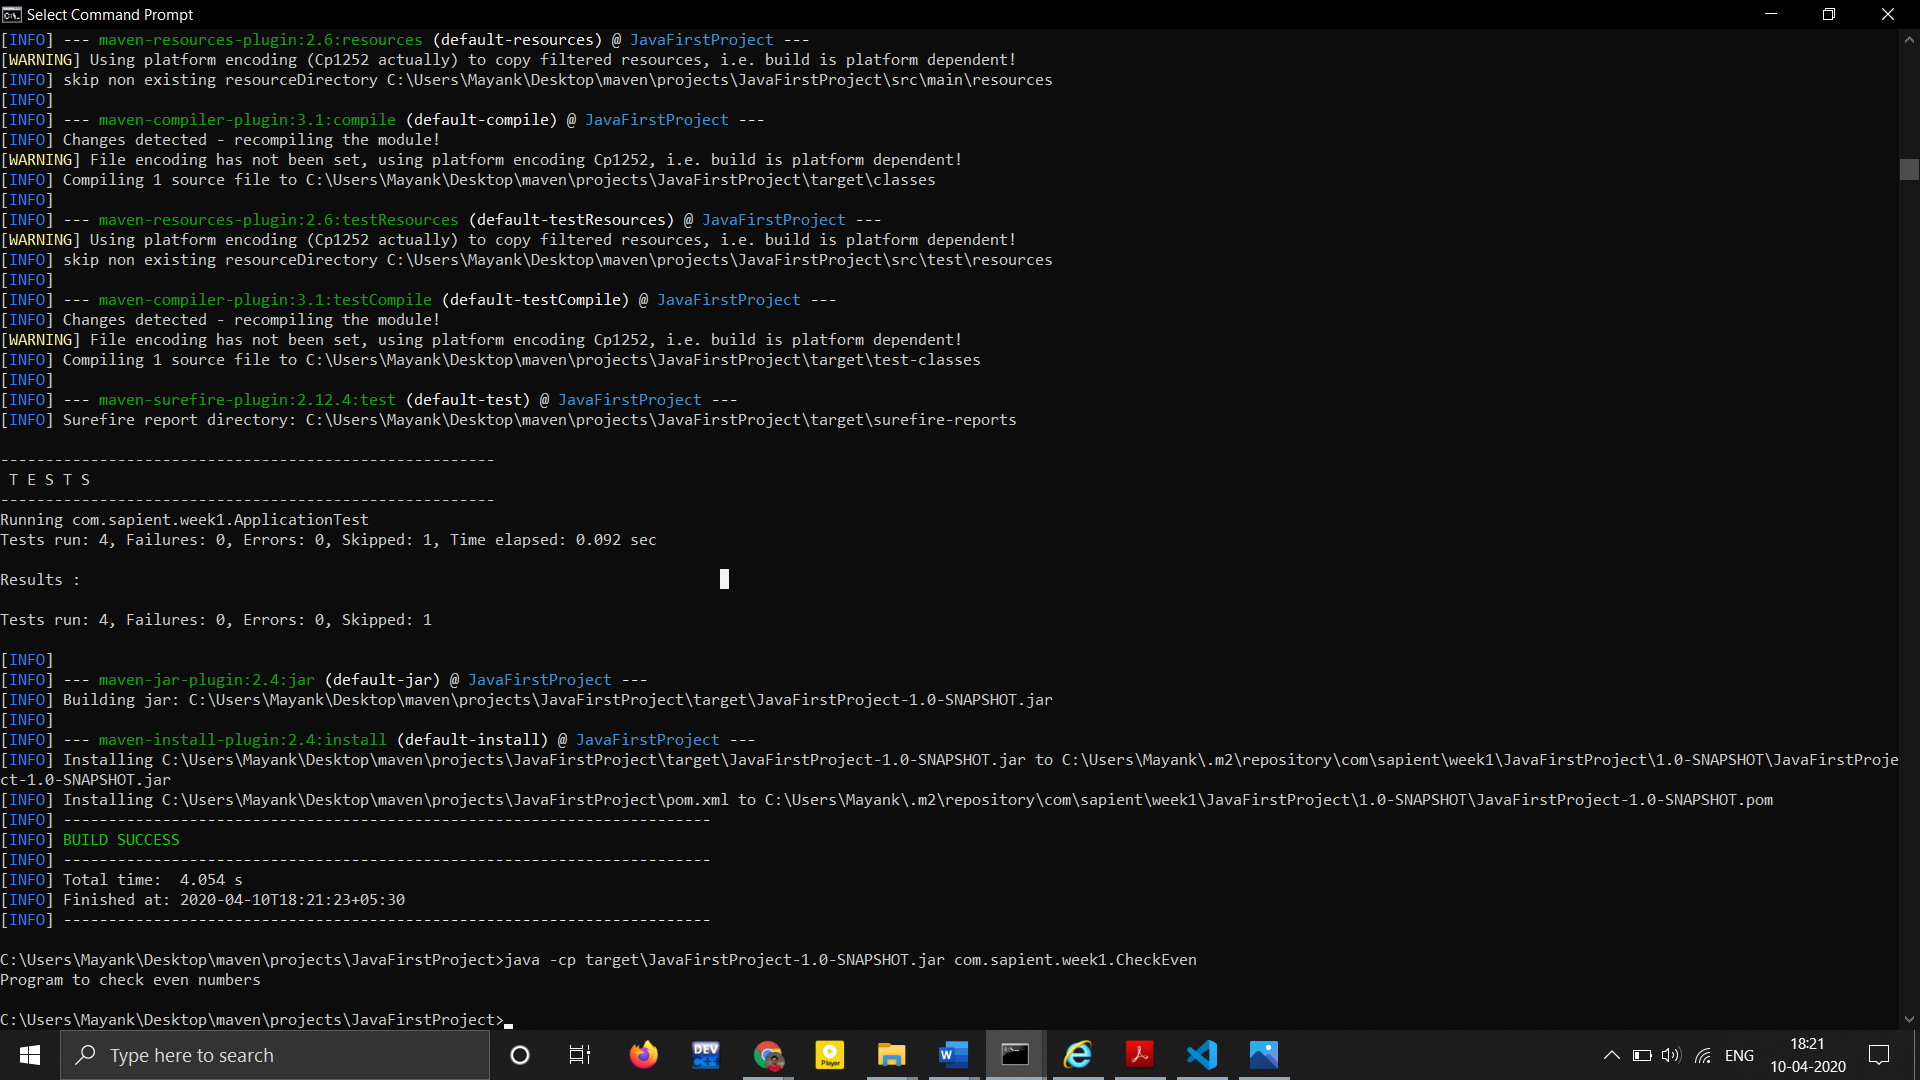 Select Command Prompt
[INFO] --- maven-resources-plugin:2.6:resources (default-resources) @ JavaFirstProject ---
[WARNING] Using platform encoding (Cp1252 actually) to copy filtered resources, i.e. build is platform dependent!
[INFO] skip non existing resourceDirectory C:\Users\Mayank\Desktop\maven\projects\JavaFirstProject\src\main\resources
[INFO]
[INFO] --- maven-compiler-plugin:3.1:compile (default-compile) @ JavaFirstProject ---
[INFO] Changes detected - recompiling the module!
[WARNING] File encoding has not been set, using platform encoding Cp1252, i.e. build is platform dependent!
[INFO] Compiling 1 source file to C:\Users\Mayank\Desktop\maven\projects\JavaFirstProject\target\classes
[INFO]
[INFO] --- maven-resources-plugin:2.6:testResources (default-testResources) @ JavaFirstProject ---
[WARNING] Using platform encoding (Cp1252 actually) to copy filtered resources, i.e. build is platform dependent!
[INFO] skip non existing resourceDirectory C:\Users\Mayank\Desktop\maven\projects\JavaFirstProject\src\test\resources
[INFO]
[INFO] --- maven-compiler-plugin:3.1:testCompile (default-testCompile) @ JavaFirstProject ---
[INFO] Changes detected - recompiling the module!
[WARNING] File encoding has not been set, using platform encoding Cp1252, i.e. build is platform dependent!
[INFO] Compiling 1 source file to C:\Users\Mayank\Desktop\maven\projects\JavaFirstProject\target\test-classes
[INFO]
[INFO] --- maven-surefire-plugin:2.12.4:test (default-test) @ JavaFirstProject ---
[INFO] Surefire report directory: C:\Users\Mayank\Desktop\maven\projects\JavaFirstProject\target\surefire-reports
-------------------------------------------------------
T E S T S
-------------------------------------------------------
Running com.sapient.week1.ApplicationTest
Tests run: 4, Failures: 0, Errors: 0, Skipped: 1, Time elapsed: 0.092 sec
Results :
Tests run: 4, Failures: 0, Errors: 0, Skipped: 1
[INFO]
[INFO] --- maven-jar-plugin:2.4:jar (default-jar) @ JavaFirstProject ---
[INFO] Building jar: C:\Users\Mayank\Desktop\maven\projects\JavaFirstProject\target\JavaFirstProject-1.0-SNAPSHOT.jar
[INFO]
[INFO] --- maven-install-plugin:2.4:install (default-install) @ JavaFirstProject ---
[INFO] Installing C:\Users\Mayank\Desktop\maven\projects\JavaFirstProject\target\JavaFirstProject-1.0-SNAPSHOT.jar to C:\Users\Mayank\.m2\repository\com\sapient\week1\JavaFirstProject\1.0-SNAPSHOT\JavaFirstProje
ct-1.0-SNAPSHOT.jar
[INFO] Installing C:\Users\Mayank\Desktop\maven\projects\JavaFirstProject\pom.xml to C:\Users\Mayank\.m2\repository\com\sapient\week1\JavaFirstProject\1.0-SNAPSHOT\JavaFirstProject-1.0-SNAPSHOT.pom
[INFO] ------------------------------------------------------------------------
[INFO] BUILD SUCCESS
[INFO] ------------------------------------------------------------------------
[INFO] Total time:  4.054 s
[INFO] Finished at: 2020-04-10T18:21:23+05:30
[INFO] ------------------------------------------------------------------------
C:\Users\Mayank\Desktop\maven\projects\JavaFirstProject>java -cp target\JavaFirstProject-1.0-SNAPSHOT.jar com.sapient.week1.CheckEven
Program to check even numbers
C:\Users\Mayank\Desktop\maven\projects\JavaFirstProject>
Type here to search
DEV C++
Player
W
ENG
18:21
10-04-2020